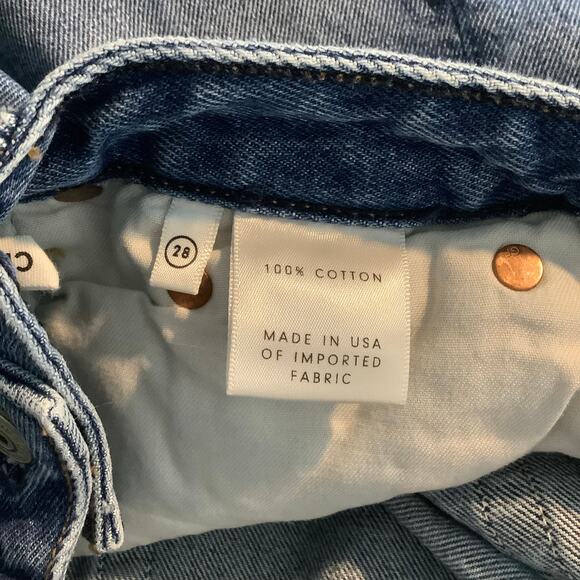 28
100% COTTON
MADE IN USA
OF IMPORTED
FABRIC